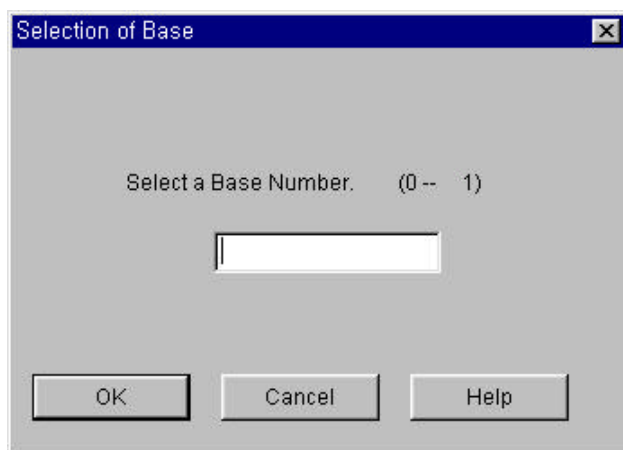 Selection of Base
Select a Base Number. (0 -- 1)
OK Cancel Help